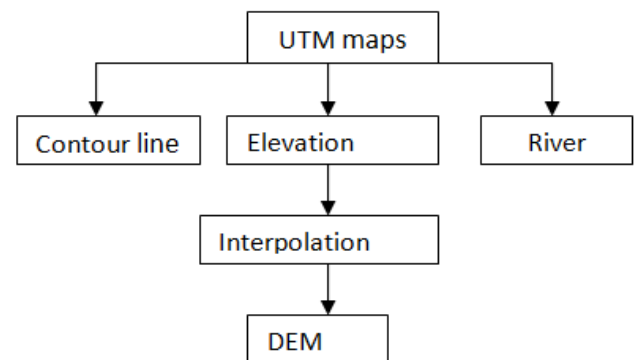 UTM maps
Contour line
Elevation
River
Interpolation
DEM